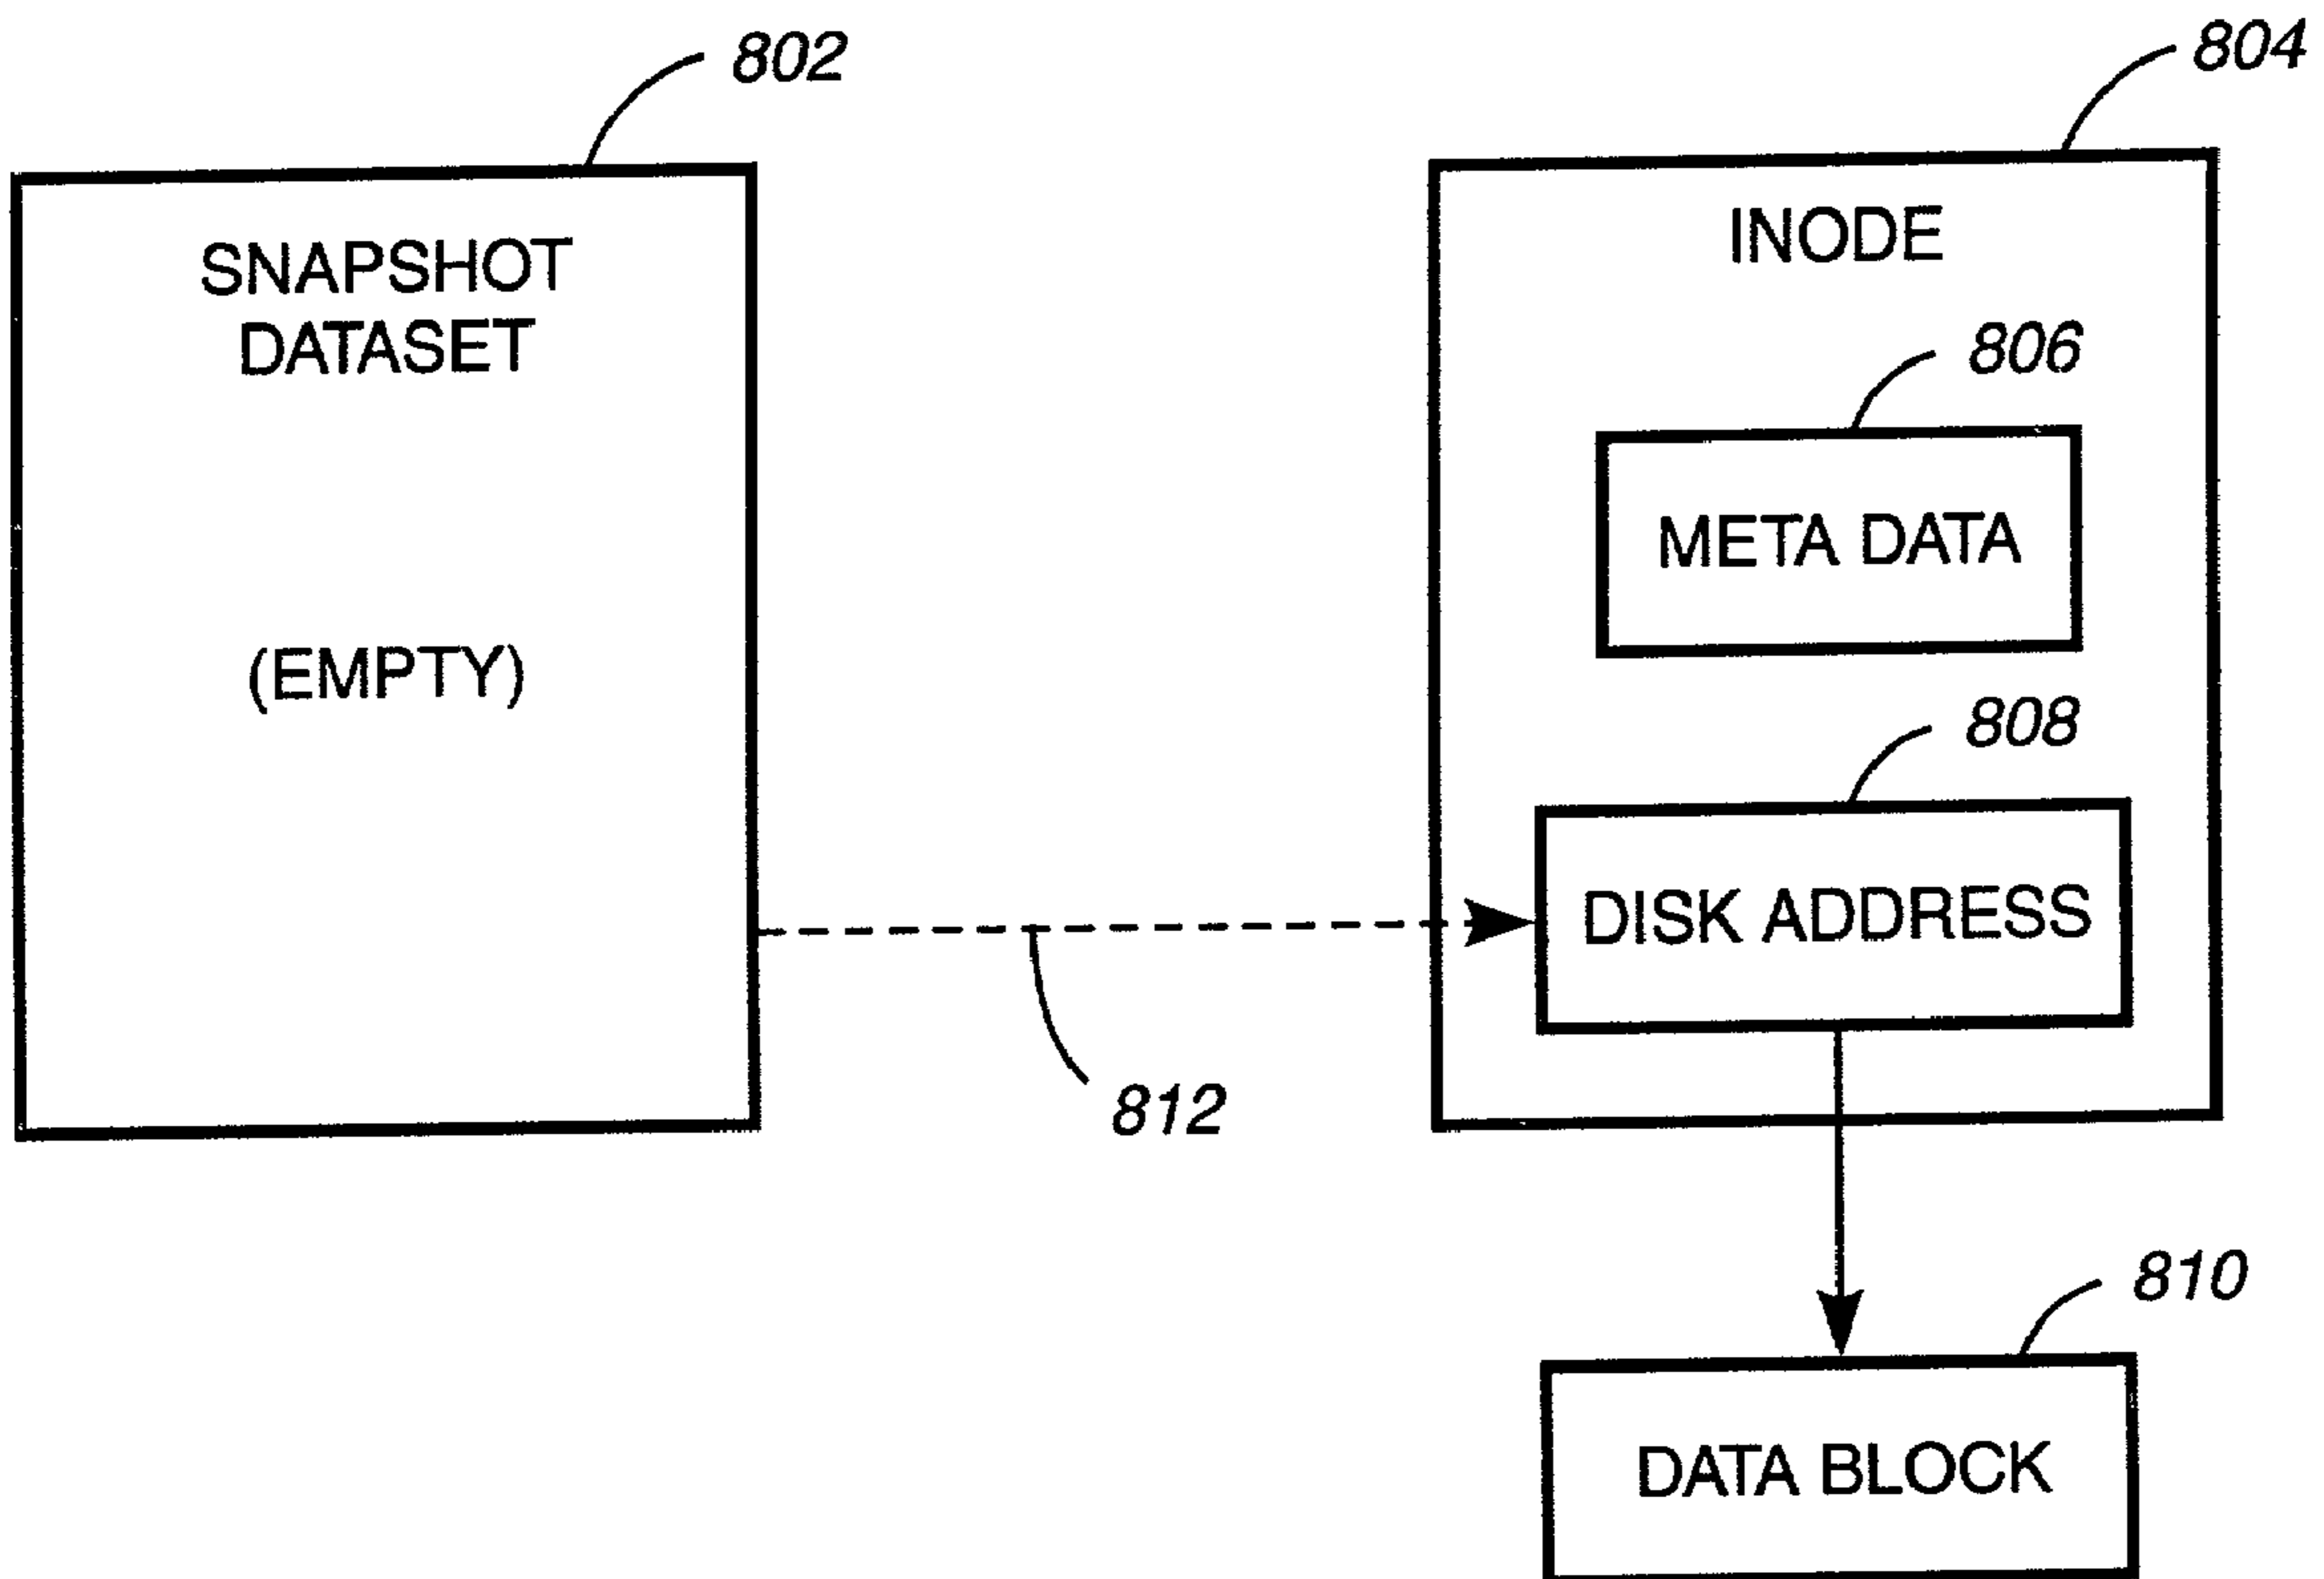 802
804
SNAPSHOT
DATASET
INODE
806
META DATA
(EMPTY)
808
DISK ADDRESS
812
810
DATA BLOCK